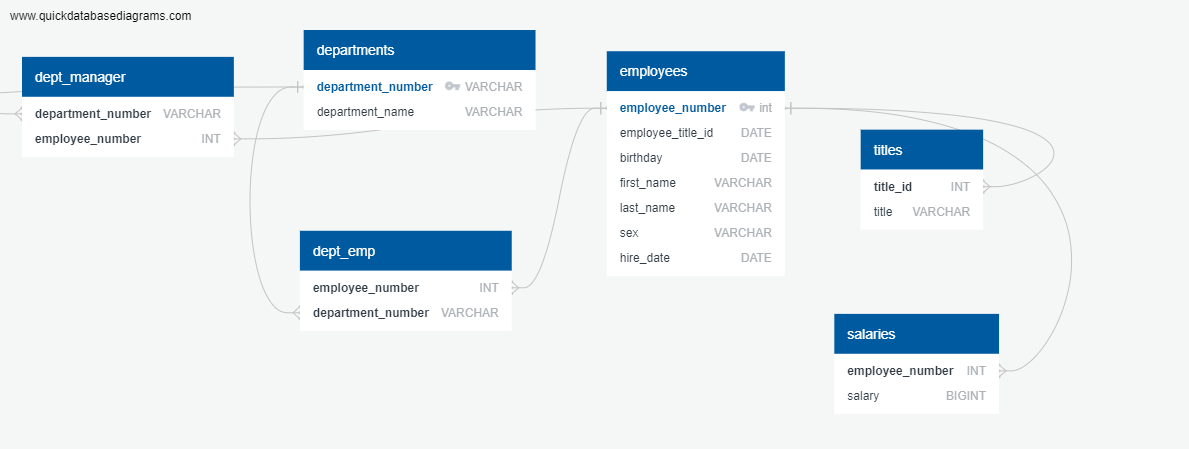 www.quickdatabasediagrams.com
dept_manager
department_number VARCHAR
employee_number INT
departments
department_number VARCHAR
department_name VARCHAR
dept_emp
employee_number INT
department_number VARCHAR
employees
employee_number int
employee_title_id DATE
birthday DATE
first_name VARCHAR
last_name VARCHAR
sex VARCHAR
hire_date DATE
titles
title_id INT
title VARCHAR
salaries
employee_number INT
salary BIGINT